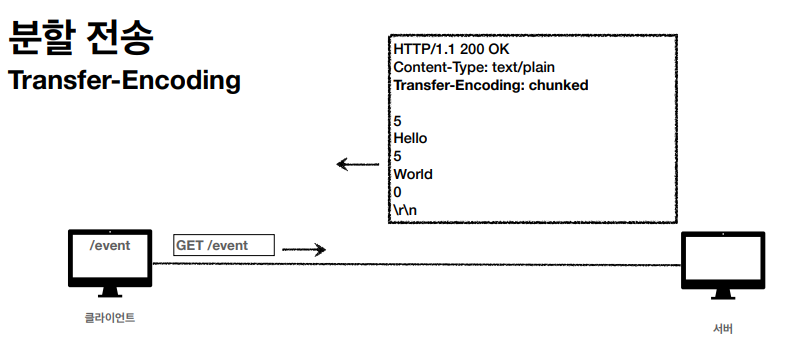 분할 전송
Transfer-Encoding
HTTP/1.1 200 OK
Content-Type: text/plain
Transfer-Encoding: chunked
5
Hello
5
World
0
\r\n
/event
GET /event
클라이언트
서버